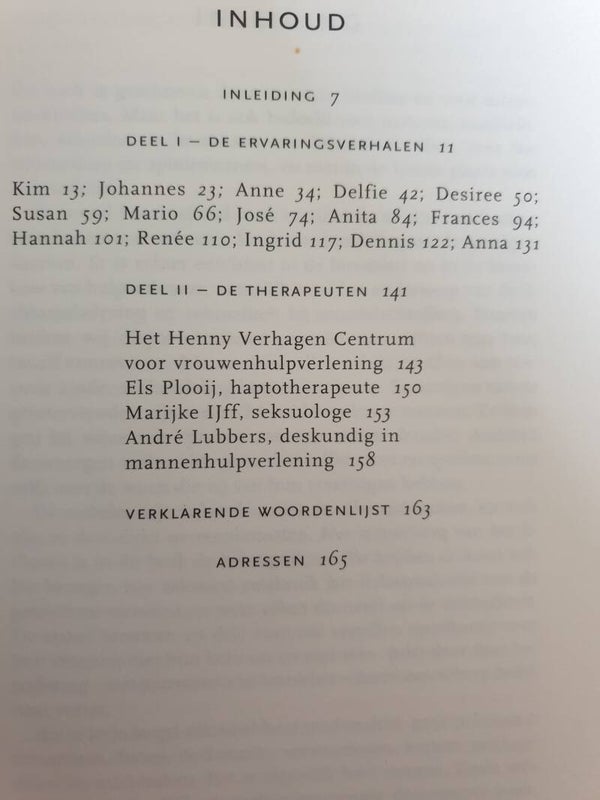 INHOUD
INLEIDING 7
DEEL I – DE ERVARINGSVERHALEN 11
Kim 13; Johannes 23; Anne 34; Delfie 42; Desiree 50;
Susan 59; Mario 66; José 74; Anita 84; Frances 94;
Hannah 101; Renée 110; Ingrid 117; Dennis 122; Anna 131
DEEL II – DE THERAPEUTEN 141
Het Henny Verhagen Centrum
voor vrouwenhulpverlening 143
Els Plooij, haptotherapeute 150
Marijke IJff, seksuologe 153
André Lubbers, deskundig in
mannenhulpverlening 158
VERKLARENDE WOORDENLIJST 163
ADRESSEN 165